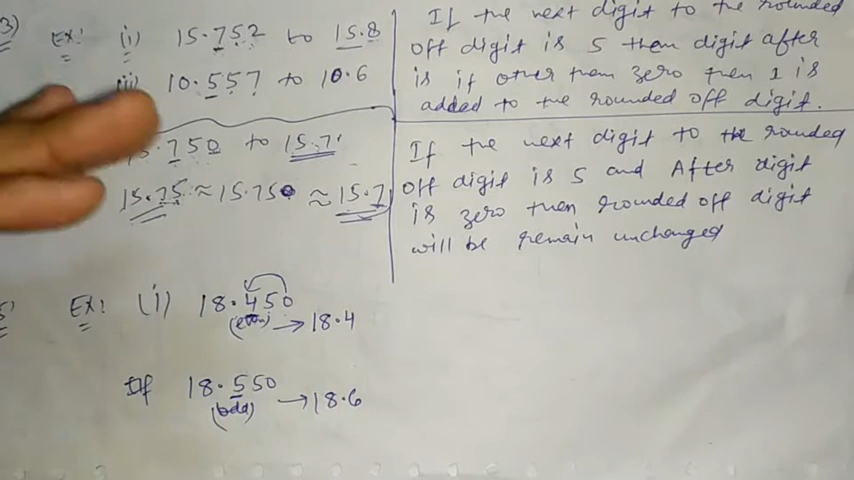 3) Ex: (i) 15.752 to 15.8
(ii) 10.557 to 10.6
15.750 to 15.7
15.75 ≈ 15.750 ≈ 15.7
Ex: (i) 18.450
(even) → 18.4
If 18.550
(odd) → 18.6
If the next digit to the rounded
off digit is 5 then digit after
is if other then zero then 1 is
added to the rounded off digit.
If the next digit to the rounded
off digit is 5 and After digit
is zero then rounded off digit
will be remain unchanged